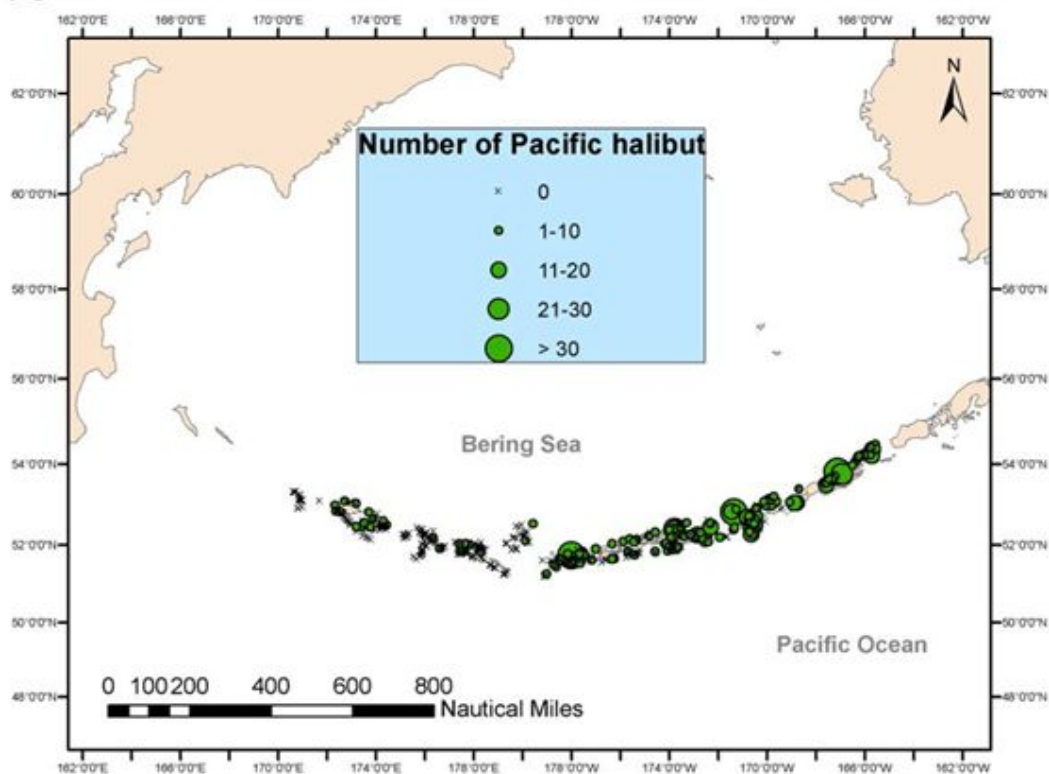 162°0'0"E 166°0'0"E 170°0'0"E 174°0'0"E 178°0'0"E 178°0'0"W 174°0'0"W 170°0'0"W 166°0'0"W 162°0'0"W
N
62°0'0"N 62°0'0"N
Number of Pacific halibut
0
60°0'0"N 60°0'0"N
1-10
11-20
58°0'0"N 58°0'0"N
21-30
> 30
56°0'0"N 56°0'0"N
Bering Sea
54°0'0"N 54°0'0"N
52°0'0"N 52°0'0"N
50°0'0"N 50°0'0"N
Pacific Ocean
0 100 200 400 600 800
48°0'0"N 48°0'0"N
Nautical Miles
162°0'0"E 166°0'0"E 170°0'0"E 174°0'0"E 178°0'0"E 178°0'0"W 174°0'0"W 170°0'0"W 166°0'0"W 162°0'0"W